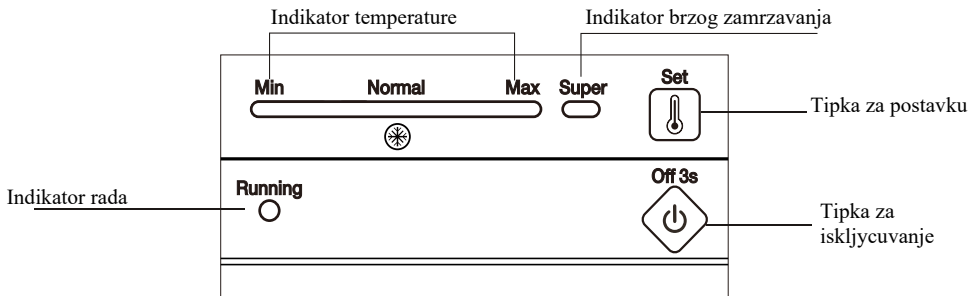 Indikator temperature
Indikator brzog zamrzavanja
Min
Normal
Max
Super
Set
Tipka za postavku
Indikator rada
Running
Off 3s
Tipka za
iskljycuvanje